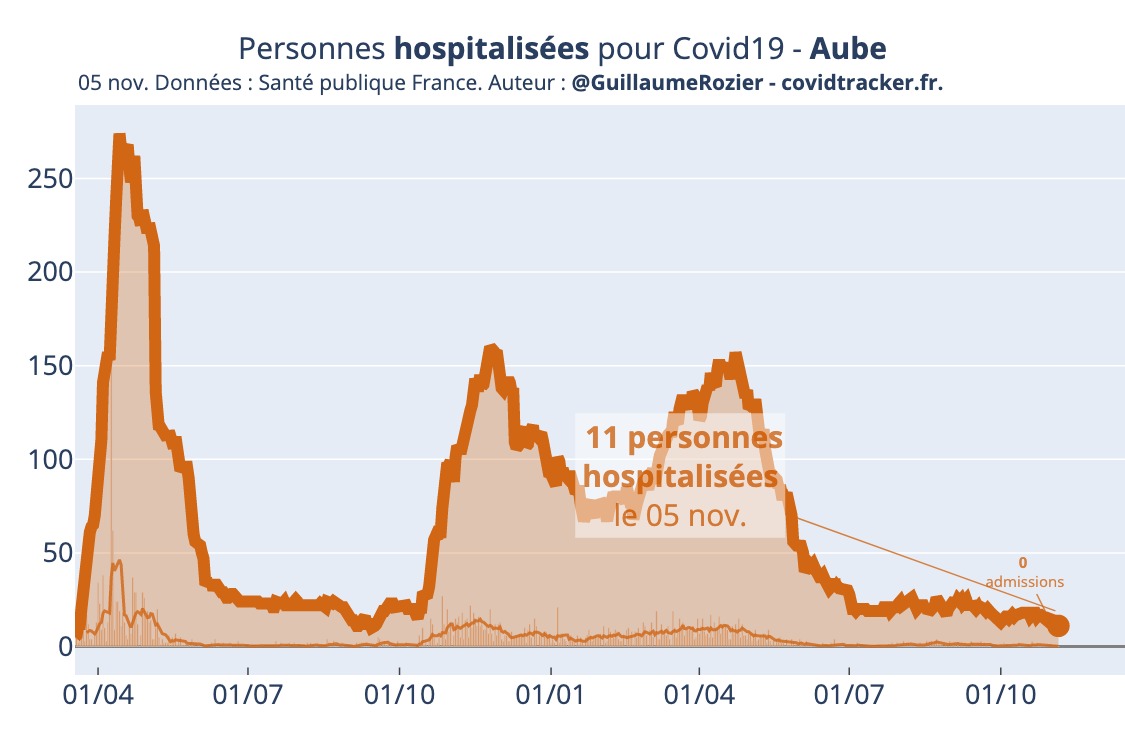 Personnes hospitalisées pour Covid19 - Aube
05 nov. Données : Santé publique France. Auteur : @GuillaumeRozier - covidtracker.fr.
250
200
150
100
50
0
11 personnes
hospitalisées
le 05 nov.
0
admissions
01/04 01/07 01/10 01/01 01/04 01/07 01/10